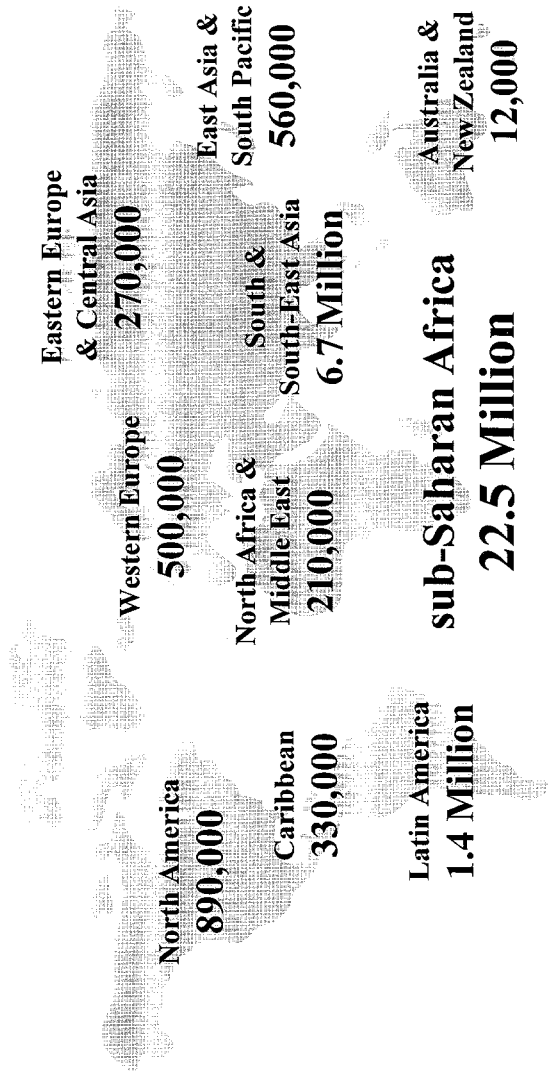 North America
890,000
Caribbean
330,000
Latin America
1.4 Million
Western Europe
500,000
North Africa &
Middle East
210,000
sub-Saharan Africa
22.5 Million
Eastern Europe
& Central Asia
270,000
South &
South-East Asia
6.7 Million
East Asia &
South Pacific
560,000
Australia &
New Zealand
12,000